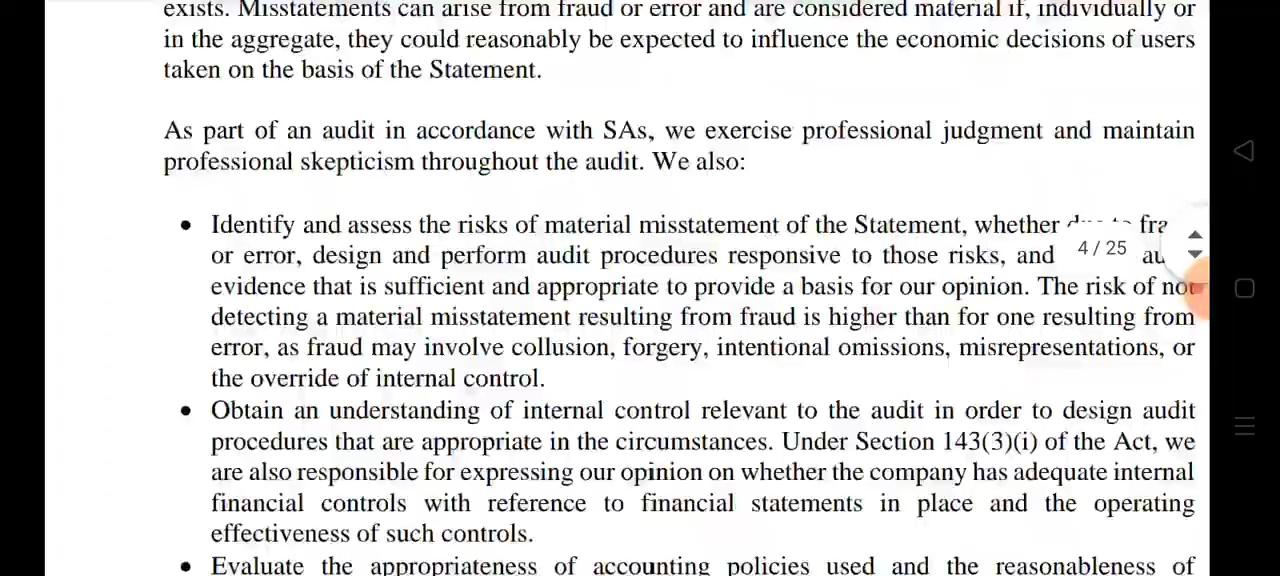 exists. Misstatements can arise from fraud or error and are considered material if, individually or
in the aggregate, they could reasonably be expected to influence the economic decisions of users
taken on the basis of the Statement.
As part of an audit in accordance with SAs, we exercise professional judgment and maintain
professional skepticism throughout the audit. We also:
• Identify and assess the risks of material misstatement of the Statement, whether
or error, design and perform audit procedures responsive to those risks, and
4 / 25
evidence that is sufficient and appropriate to provide a basis for our opinion. The risk of not
detecting a material misstatement resulting from fraud is higher than for one resulting from
error, as fraud may involve collusion, forgery, intentional omissions, misrepresentations, or
the override of internal control.
• Obtain an understanding of internal control relevant to the audit in order to design audit
procedures that are appropriate in the circumstances. Under Section 143(3)(i) of the Act, we
are also responsible for expressing our opinion on whether the company has adequate internal
financial controls with reference to financial statements in place and the operating
effectiveness of such controls.
• Evaluate the appropriateness of accounting policies used and the reasonableness of